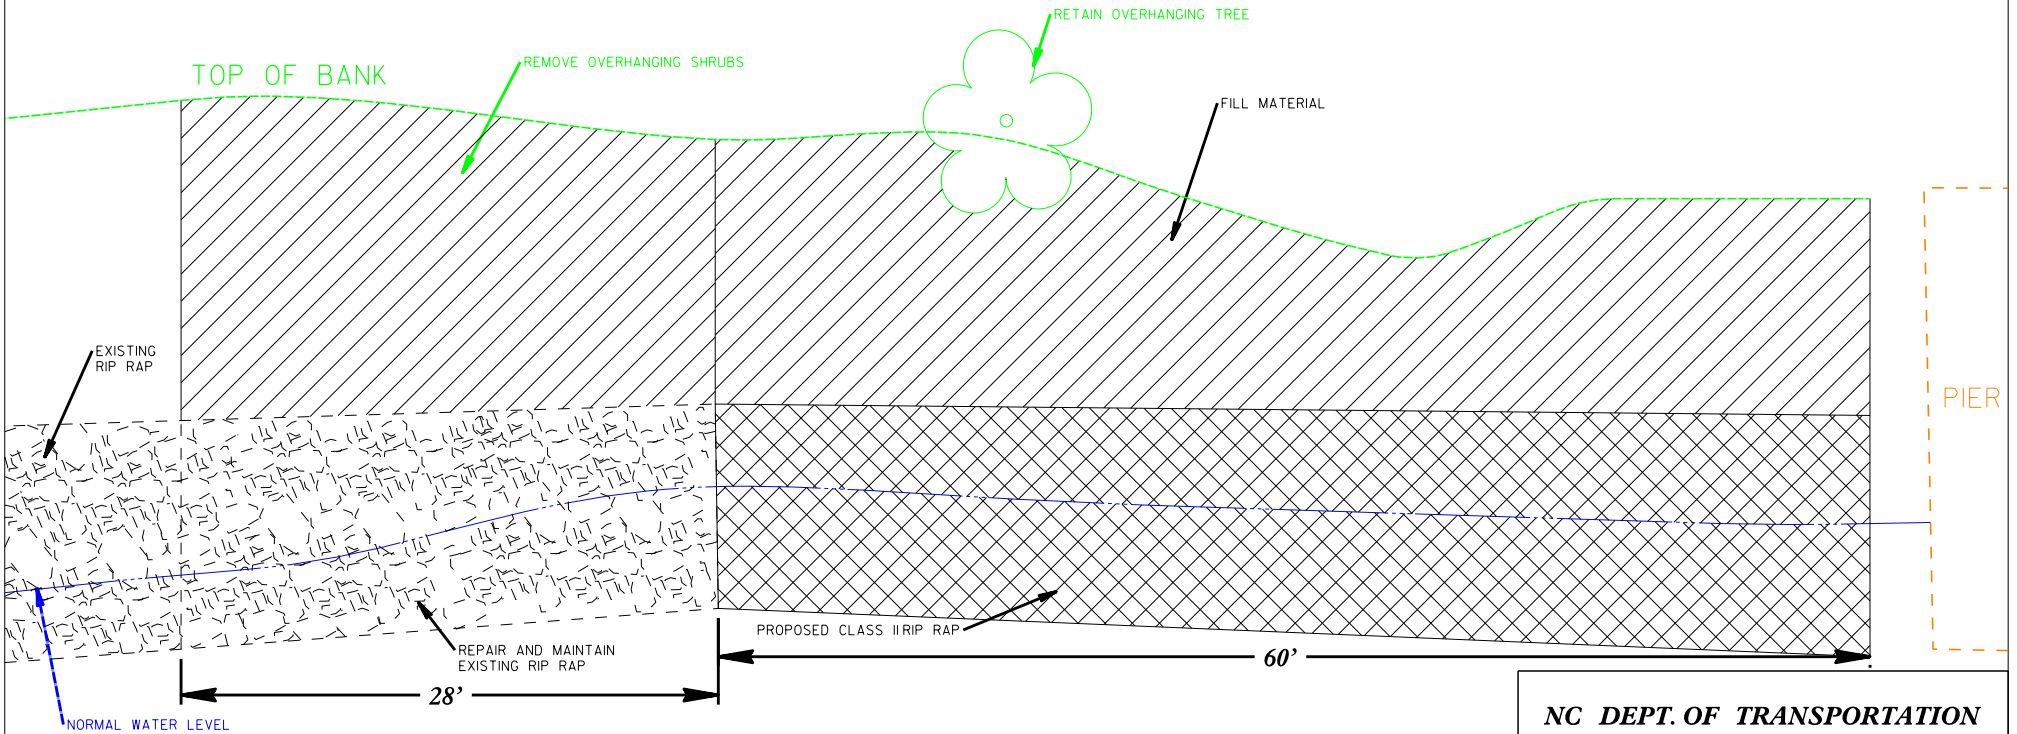 RETAIN OVERHANGING TREE
REMOVE OVERHANGING SHRUBS
TOP OF BANK
FILL MATERIAL
EXISTING
RIP RAP
PIER
PROPOSED CLASS II RIP RAP
REPAIR AND MAINTAIN
EXISTING RIP RAP
60’
28’
NORMAL WATER LEVEL
NC DEPT. OF TRANSPORTATION